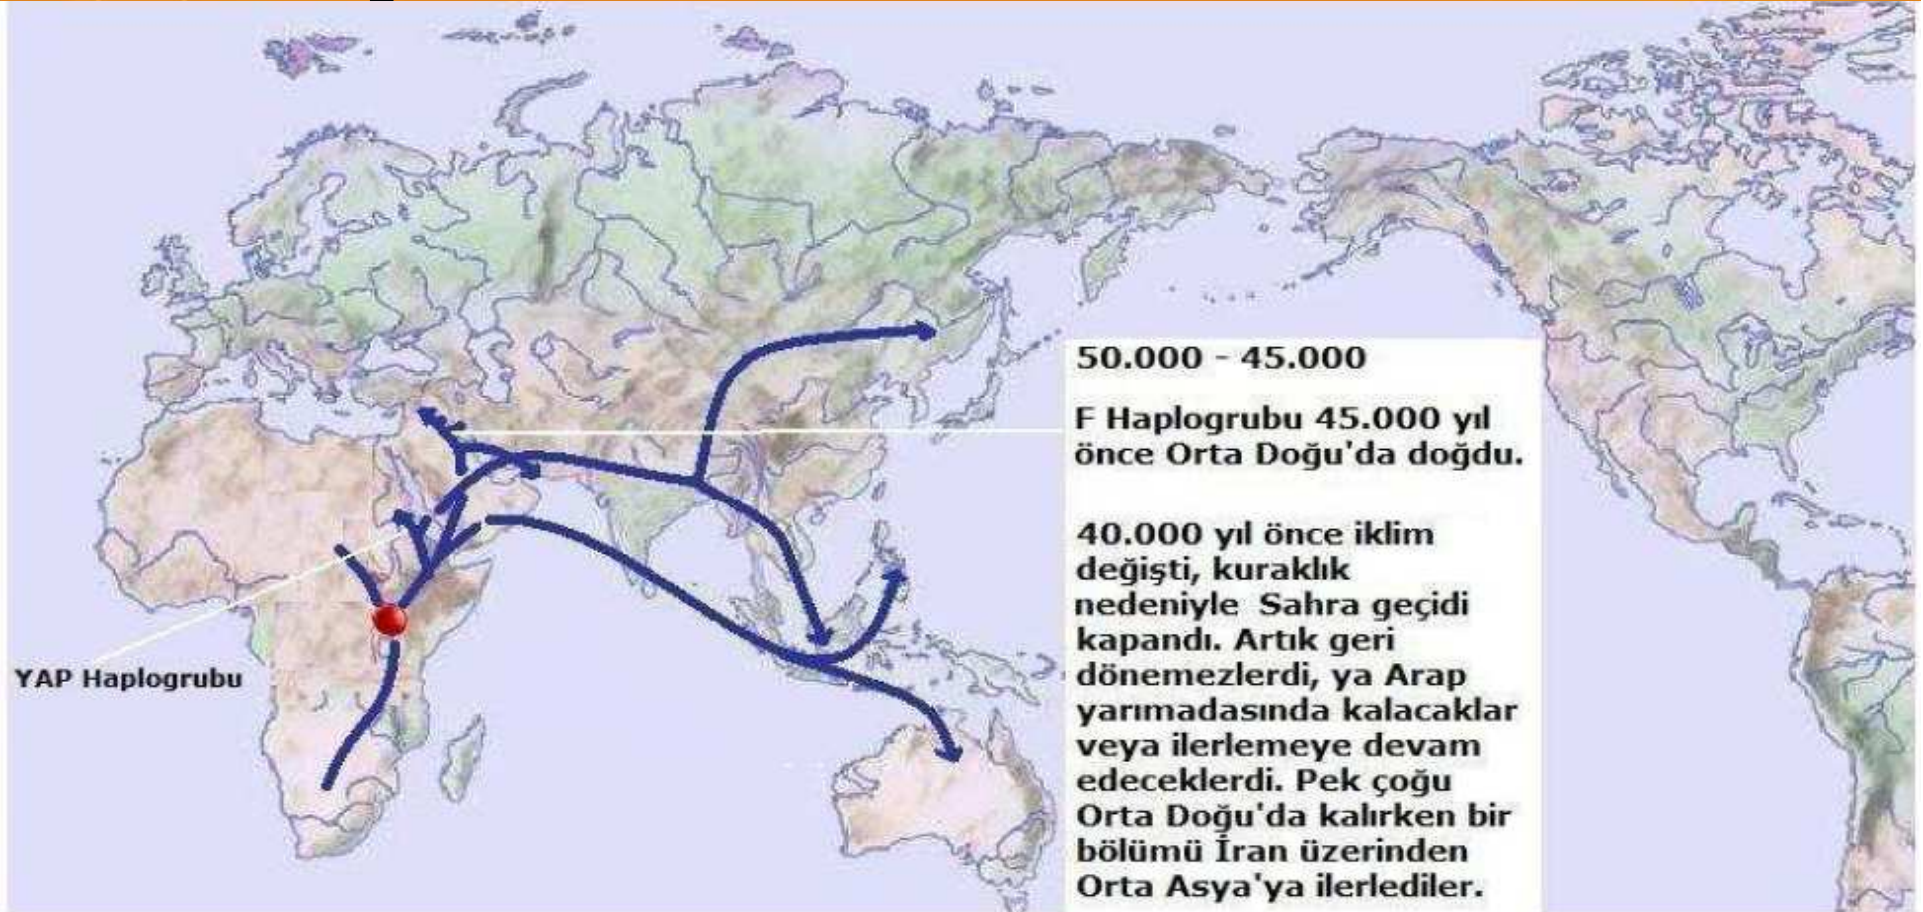 50.000 - 45.000
F Haplogrubu 45.000 yıl
önce Orta Doğu'da doğdu.
40.000 yıl önce iklim
değişti, kuraklık
nedeniyle Sahra geçidi
kapandı. Artık geri
dönemezlerdi, ya Arap
yarımadasında kalacaklar
veya ilerlemeye devam
edeceklerdi. Pek çoğu
Orta Doğu'da kalırken bir
bölümü İran üzerinden
Orta Asya'ya ilerlediler.
YAP Haplogrubu